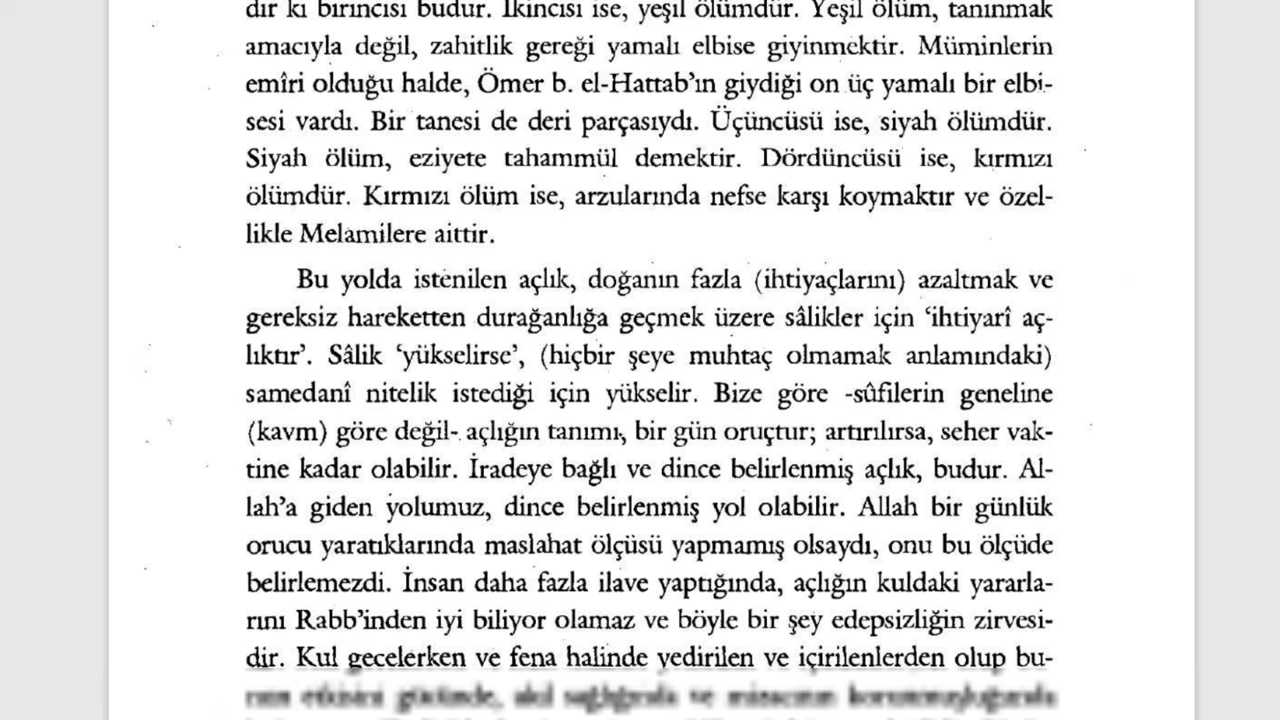 dır ki birincisi budur. İkincisi ise, yeşil ölümdür. Yeşil ölüm, tanınmak
amacıyla değil, zahitlik gereği yamalı elbise giyinmektir. Müminlerin
emîri olduğu halde, Ömer b. el-Hattab’ın giydiği on üç yamalı bir elbi-
sesi vardı. Bir tanesi de deri parçasıydı. Üçüncüsü ise, siyah ölümdür.
Siyah ölüm, eziyete tahammül demektir. Dördüncüsü ise, kırmızı
ölümdür. Kırmızı ölüm ise, arzularında nefse karşı koymaktır ve özel-
likle Melamîlere aittir.
Bu yolda istenilen açlık, doğanın fazla (ihtiyaçlarını) azaltmak ve
gereksiz hareketten durağanlığa geçmek üzere sâlikler için ‘ihtiyarî aç-
lıktır’. Sâlik ‘yükselirse’, (hiçbir şeye muhtaç olmamak anlamındaki)
samedanî nitelik istediği için yükselir. Bize göre -sûfilerin geneline
(kavm) göre değil- açlığın tanımı, bir gün oruçtur; artırılırsa, seher vak-
tine kadar olabilir. İradeye bağlı ve dince belirlenmiş açlık, budur. Al-
lah’a giden yolumuz, dince belirlenmiş yol olabilir. Allah bir günlük
orucu yaratıklarında maslahat ölçüsü yapmamış olsaydı, onu bu ölçüde
belirlemezdi. İnsan daha fazla ilave yaptığında, açlığın kuldaki yararla-
rını Rabb’inden iyi biliyor olamaz ve böyle bir şey edepsizliğin zirvesi-
dir. Kul gecelerken ve fena halinde yedirilen ve içirilenlerden olup bu-